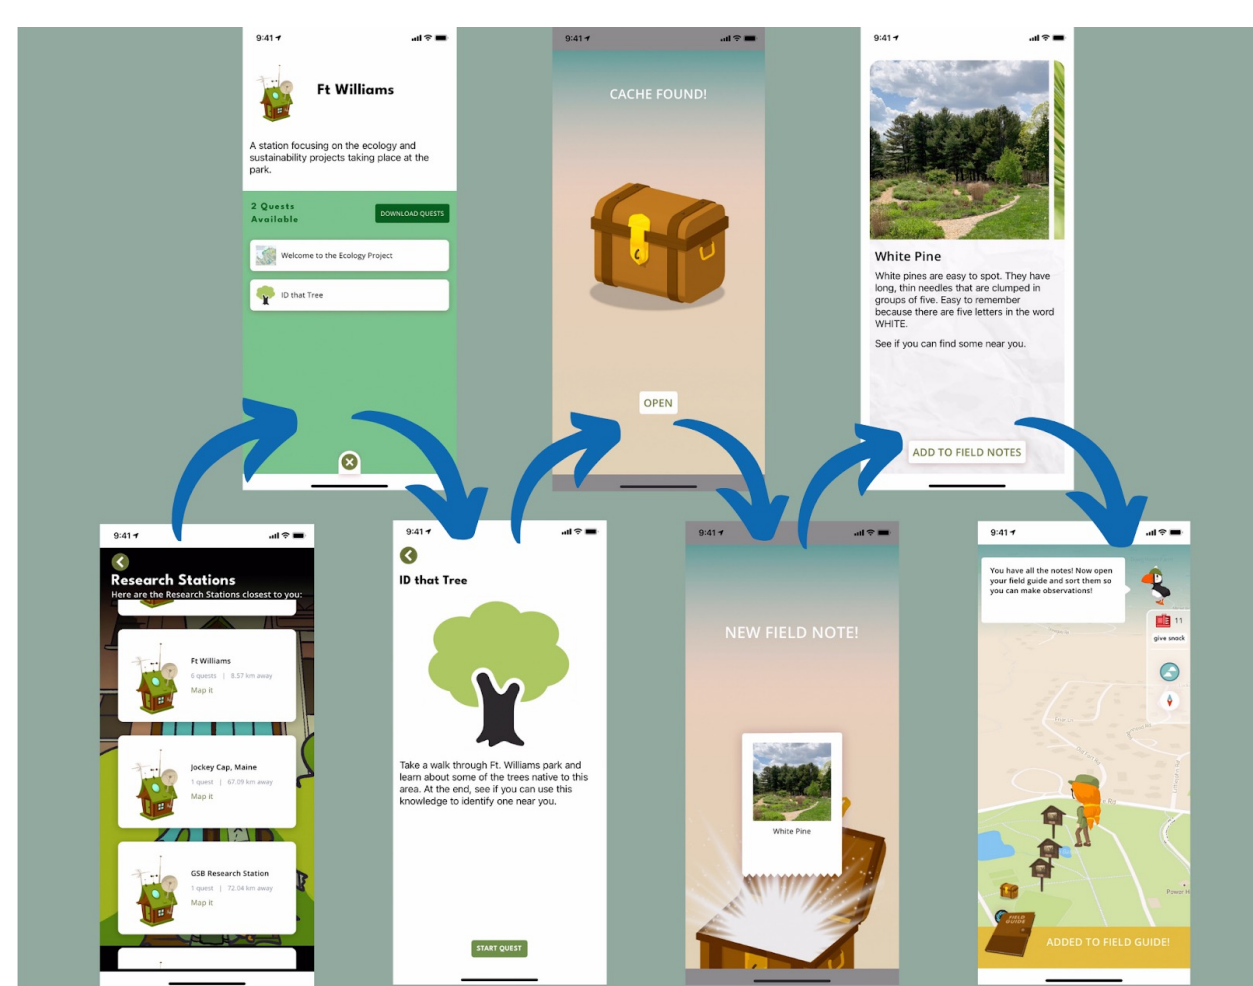 9:41
Research Stations
Here are the Research Stations closest to you:
Ft Williams
6 quests | 8.57 km away
Map it
Jockey Cap, Maine
1 quest | 67.09 km away
Map it
GSB Research Station
1 quest | 72.04 km away
Map it
9:41
Ft Williams
A station focusing on the ecology and
sustainability projects taking place at the
park.
2 Quests
Available
DOWNLOAD QUESTS
Welcome to the Ecology Project
ID that Tree
9:41
ID that Tree
Take a walk through Ft. Williams park and
learn about some of the trees native to this
area. At the end, see if you can use this
knowledge to identify one near you.
START QUEST
9:41
CACHE FOUND!
OPEN
9:41
NEW FIELD NOTE!
White Pine
9:41
White Pine
White pines are easy to spot. They have
long, thin needles that are clumped in
groups of five. Easy to remember
because there are five letters in the word
WHITE.
See if you can find some near you.
ADD TO FIELD NOTES
9:41
You have all the notes! Now open
your field guide and sort them so
you can make observations!
11
give snack
Power H
FIELD
GUIDE
ADDED TO FIELD GUIDE!